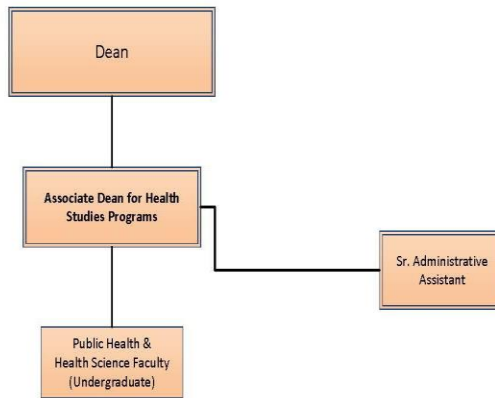 Dean
Associate Dean for Health
Studies Programs
Sr. Administrative
Assistant
Public Health &
Health Science Faculty
(Undergraduate)